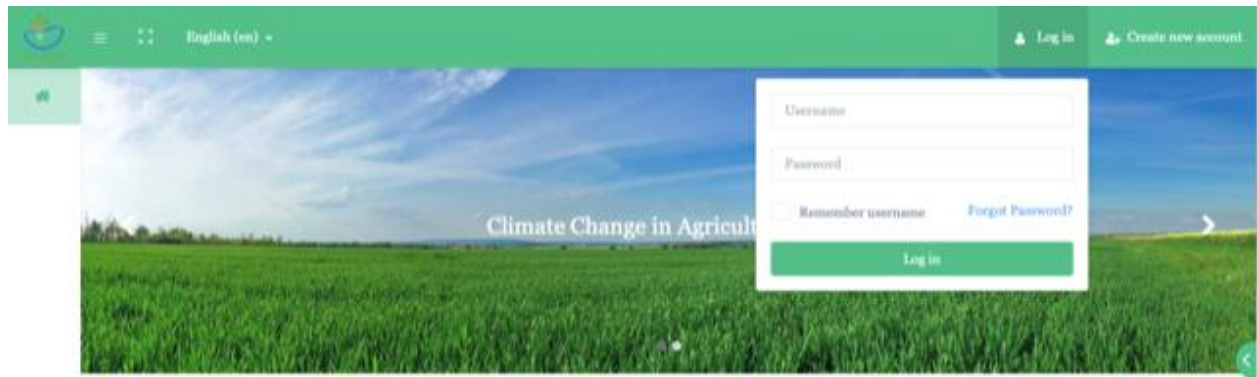 English (en)
Log in
Create new account
Username
Password
Remember username
Forgot Password?
Climate Change in Agricult
Log in